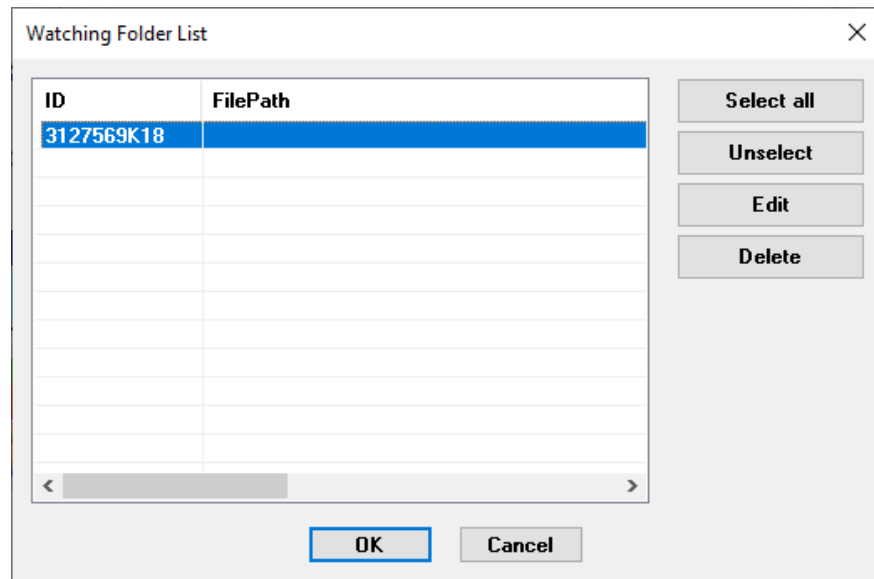 Watching Folder List
ID FilePath
3127569K18
Select all
Unselect
Edit
Delete
OK Cancel